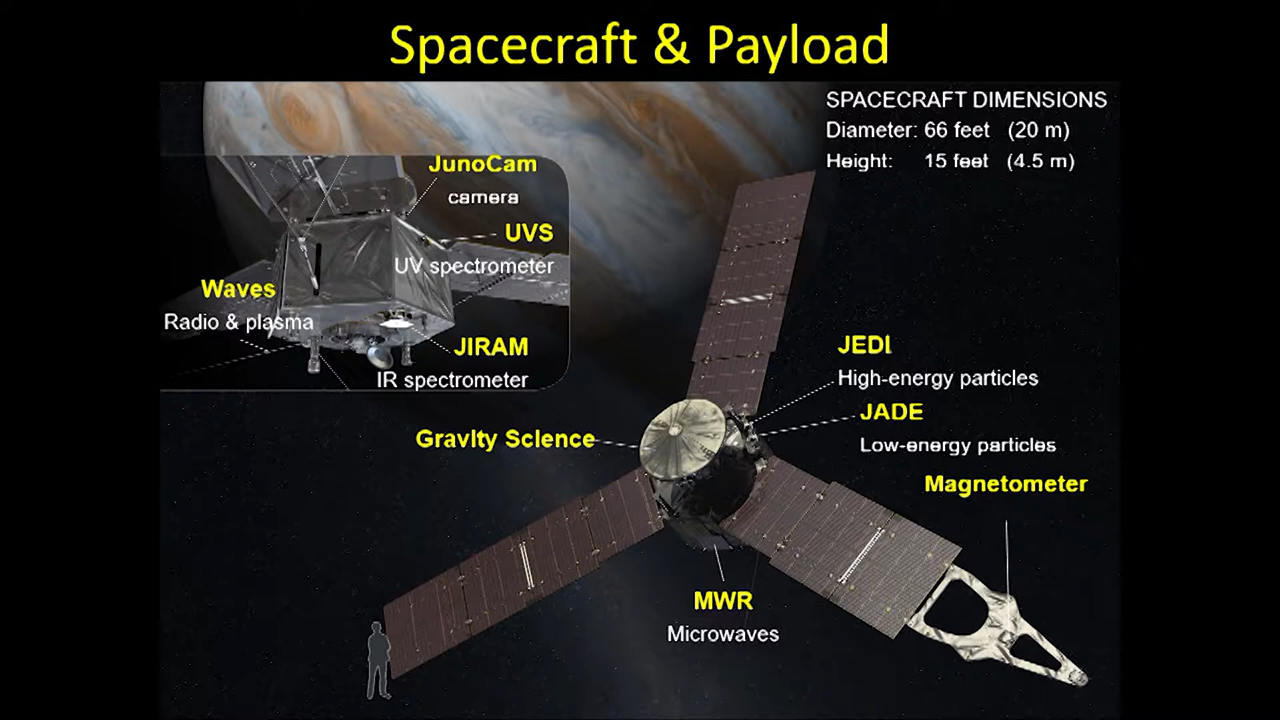 Spacecraft & Payload
SPACECRAFT DIMENSIONS
Diameter: 66 feet (20 m)
Height: 15 feet (4.5 m)
JunoCam
camera
UVS
UV spectrometer
Waves
Radio & plasma
JIRAM
IR spectrometer
JEDI
High-energy particles
JADE
Low-energy particles
Gravity Science
Magnetometer
MWR
Microwaves